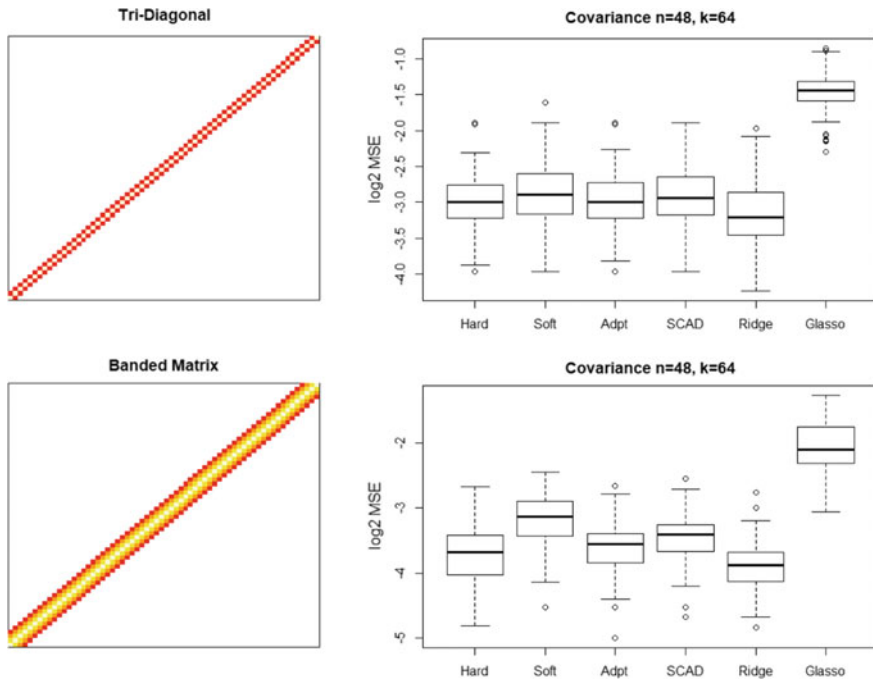 Tri-Diagonal
Covariance n=48, k=64
log2 MSE
-1.0
-1.5
-2.0
-2.5
-3.0
-3.5
-4.0
Hard Soft Adpt SCAD Ridge Glasso
Banded Matrix
Covariance n=48, k=64
log2 MSE
-2
-3
-4
-5
Hard Soft Adpt SCAD Ridge Glasso